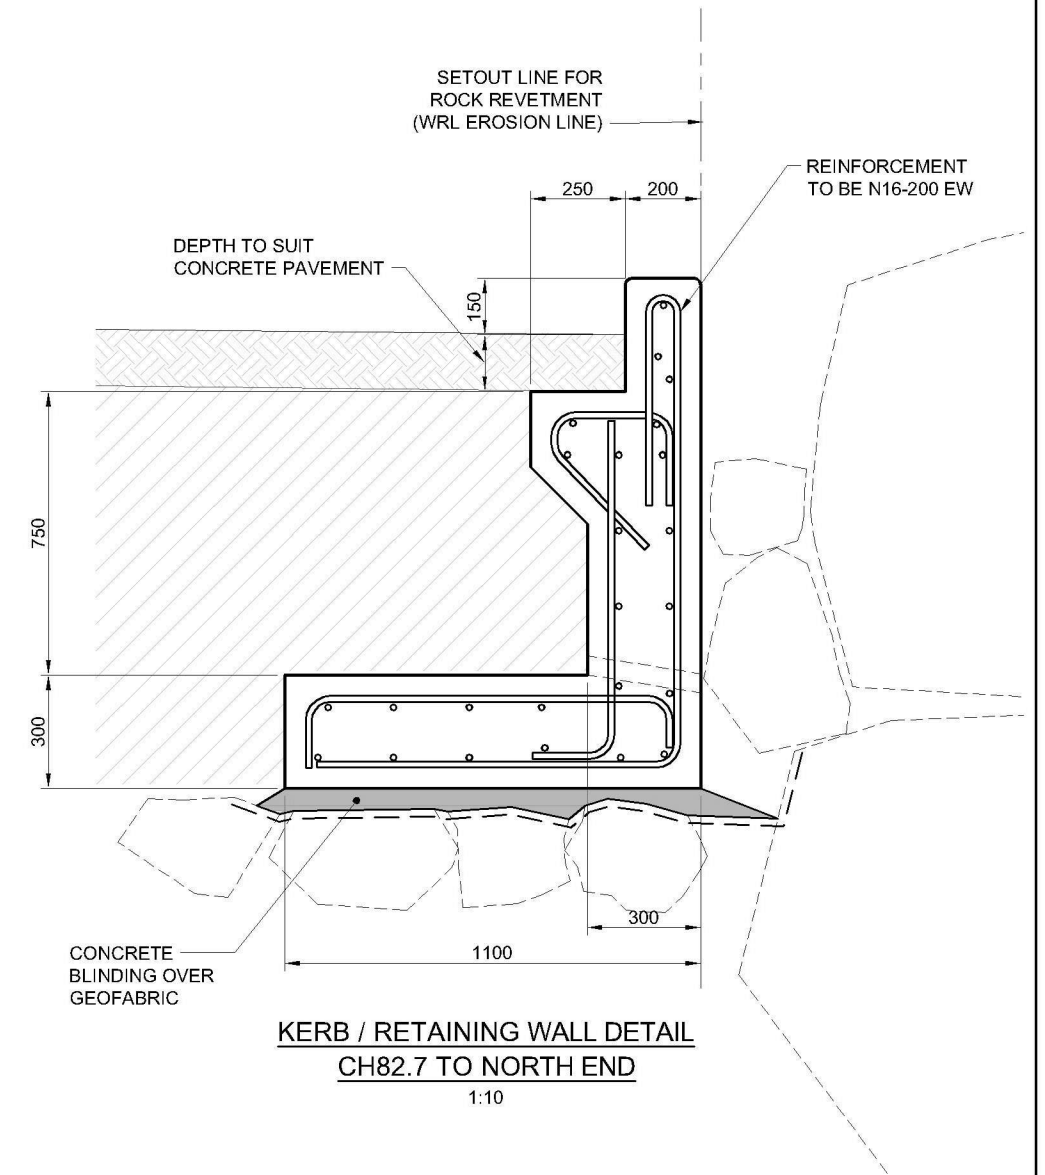 SETOUT LINE FOR
ROCK REVETMENT
(WRL EROSION LINE)
REINFORCEMENT
TO BE N16-200 EW
250
200
DEPTH TO SUIT
CONCRETE PAVEMENT
150
750
300
300
1100
CONCRETE
BLINDING OVER
GEOFABRIC
KERB / RETAINING WALL DETAIL
CH82.7 TO NORTH END
1:10